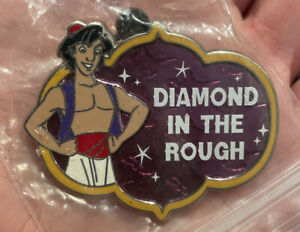 DIAMOND
IN THE
ROUGH